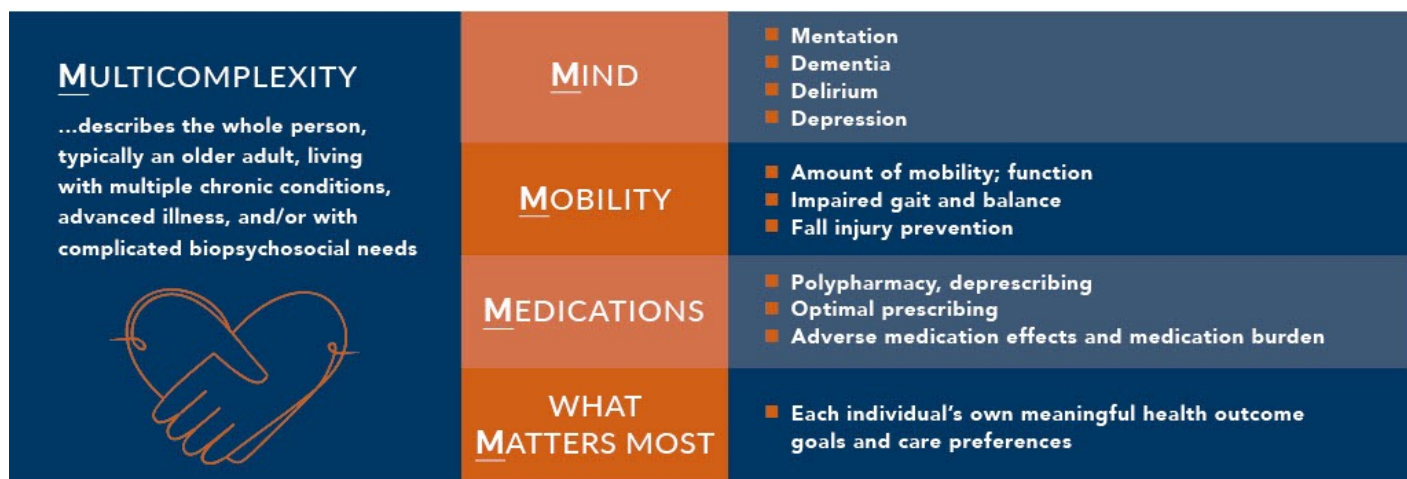 MULTICOMPLEXITY
...describes the whole person,
typically an older adult, living
with multiple chronic conditions,
advanced illness, and/or with
complicated biopsychosocial needs
MIND
Mentation
Dementia
Delirium
Depression
MOBILITY
Amount of mobility; function
Impaired gait and balance
Fall injury prevention
MEDICATIONS
Polypharmacy, deprescribing
Optimal prescribing
Adverse medication effects and medication burden
WHAT
MATTERS MOST
Each individual's own meaningful health outcome
goals and care preferences